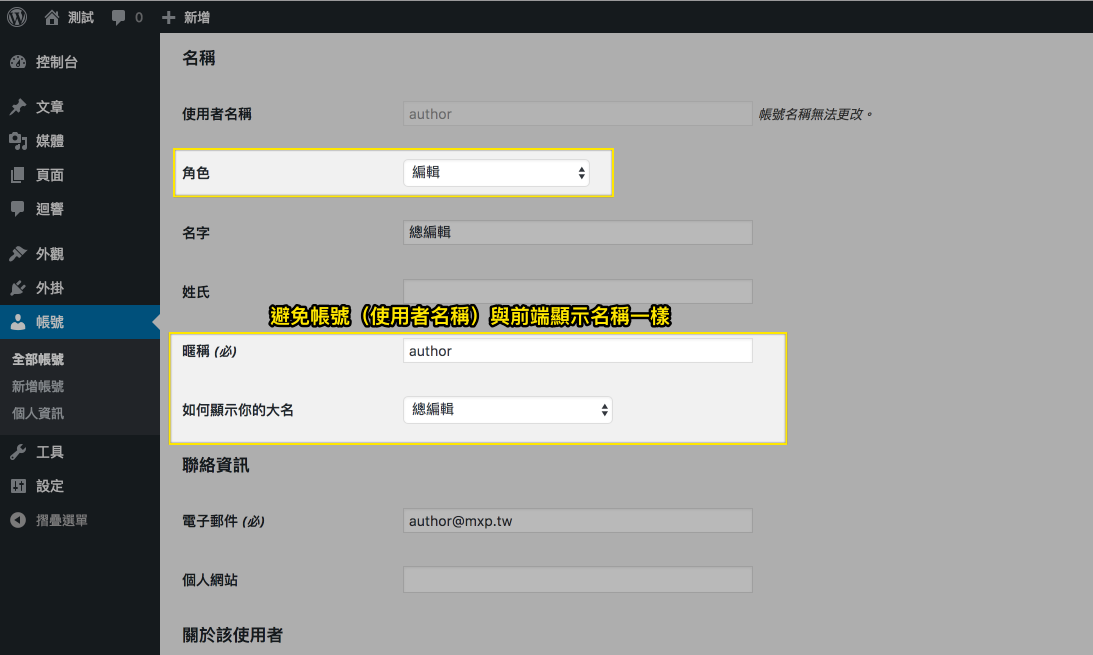 測試 0 新增
控制台
文章
媒體
頁面
迴響
外觀
外掛
帳號
全部帳號
新增帳號
個人資訊
工具
設定
摺疊選單
名稱
使用者名稱 author 帳號名稱無法更改。
角色 編輯
名字 總編輯
姓氏
避免帳號（使用者名稱）與前端顯示名稱一樣
暱稱 (必) author
如何顯示你的大名 總編輯
聯絡資訊
電子郵件 (必) author@mxp.tw
個人網站
關於該使用者